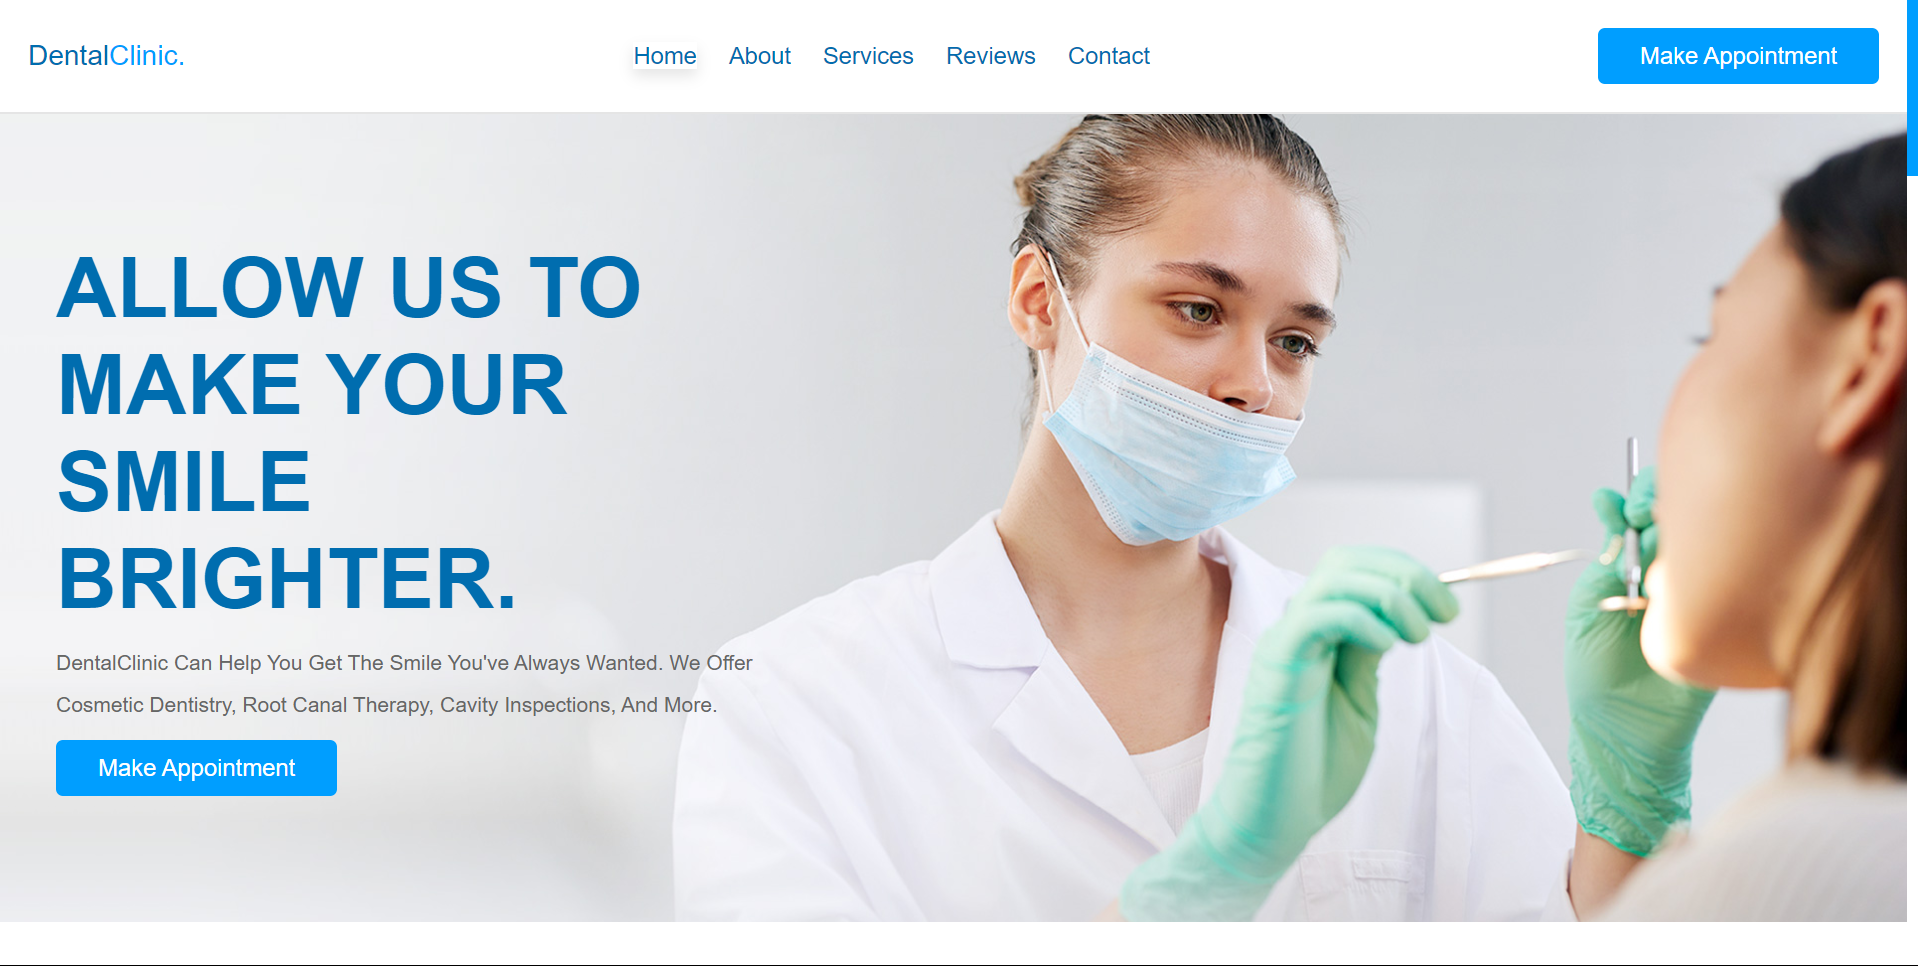 DentalClinic.
Home About Services Reviews Contact
Make Appointment
ALLOW US TO
MAKE YOUR
SMILE
BRIGHTER.
DentalClinic Can Help You Get The Smile You've Always Wanted. We Offer
Cosmetic Dentistry, Root Canal Therapy, Cavity Inspections, And More.
Make Appointment